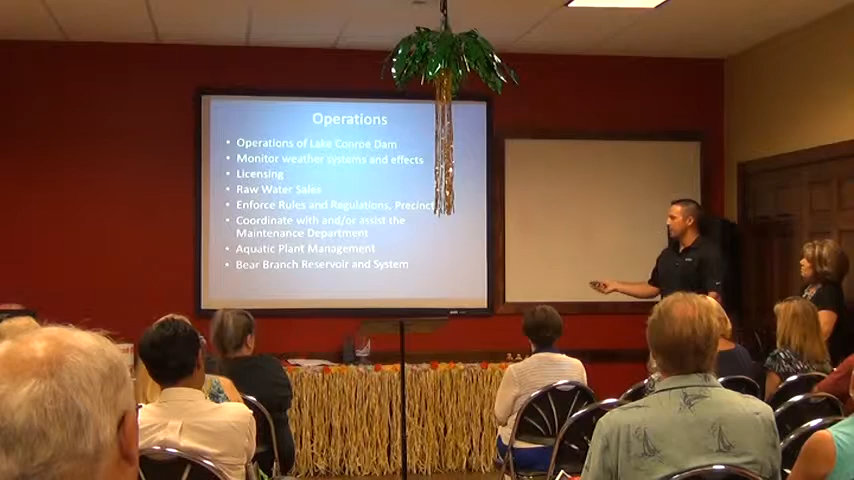 Operations
• Operations of Lake Conroe Dam
• Monitor weather systems and effects
• Licensing
• Raw Water Sales
• Enforce Rules and Regulations, Precinct
• Coordinate with and/or assist the
Maintenance Department
• Aquatic Plant Management
• Bear Branch Reservoir and System